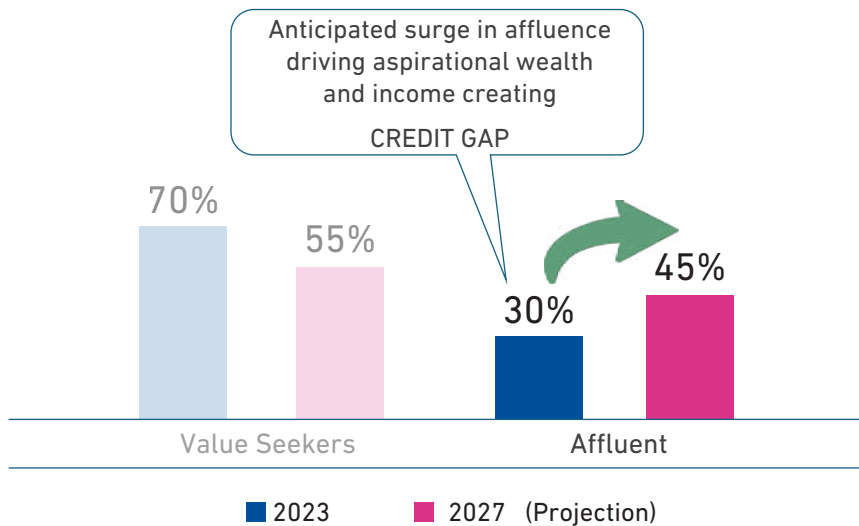 Anticipated surge in affluence
driving aspirational wealth
and income creating
CREDIT GAP
70%
55%
30%
45%
Value Seekers
Affluent
2023
2027 (Projection)